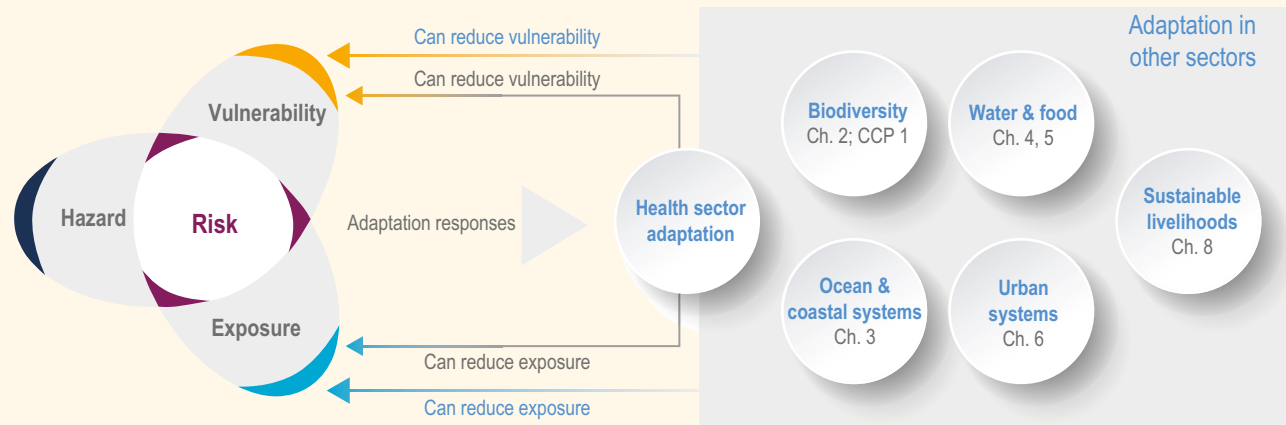 Can reduce vulnerability
Can reduce vulnerability
Adaptation in
other sectors
Vulnerability
Hazard
Risk
Exposure
Adaptation responses
Can reduce exposure
Can reduce exposure
Health sector
adaptation
Biodiversity
Ch. 2; CCP 1
Water & food
Ch. 4, 5
Sustainable
livelihoods
Ch. 8
Ocean &
coastal systems
Ch. 3
Urban
systems
Ch. 6